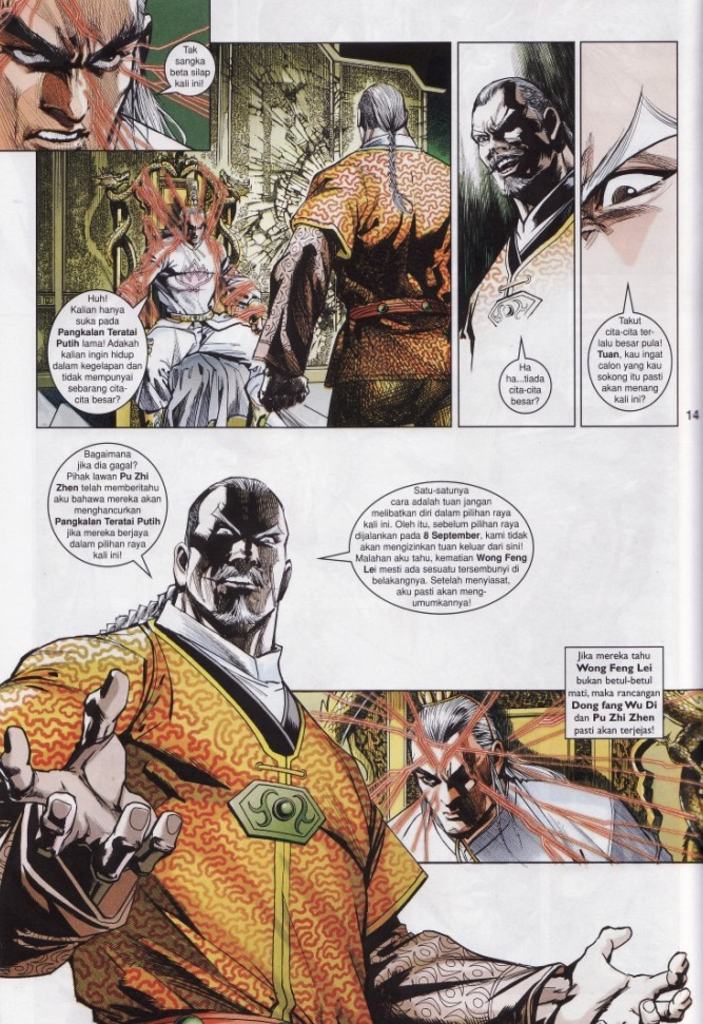 Tak
sangka
beta silap
kali ini!
Huh!
Kalian hanya
suka pada
Pangkalan Teratai
Putih lama! Adakah
kalian ingin hidup
dalam kegelapan dan
tidak mempunyai
sebarang cita-
cita besar?
Ha
ha...tiada
cita-cita
besar?
Takut
cita-cita ter-
lalu besar pula!
Tuan, kau ingat
calon yang kau
sokong itu pasti
akan menang
kali ini?
14
Bagaimana
jika dia gagal?
Pihak lawan Pu Zhi
Zhen telah memberitahu
aku bahawa mereka akan
menghancurkan
Pangkalan Teratai Putih
jika mereka berjaya
dalam pilihan raya
kali ini!
Satu-satunya
cara adalah tuan jangan
melibatkan diri dalam pilihan raya
kali ini. Oleh itu, sebelum pilihan raya
dijalankan pada 8 September, kami tidak
akan mengizinkan tuan keluar dari sini!
Malahan aku tahu, kematian Wong Feng
Lei mesti ada sesuatu tersembunyi di
belakangnya. Setelah menyiasat,
aku pasti akan meng-
umumkannya!
Jika mereka tahu
Wong Feng Lei
bukan betul-betul
mati, maka rancangan
Dong fang Wu Di
dan Pu Zhi Zhen
pasti akan terjejas!